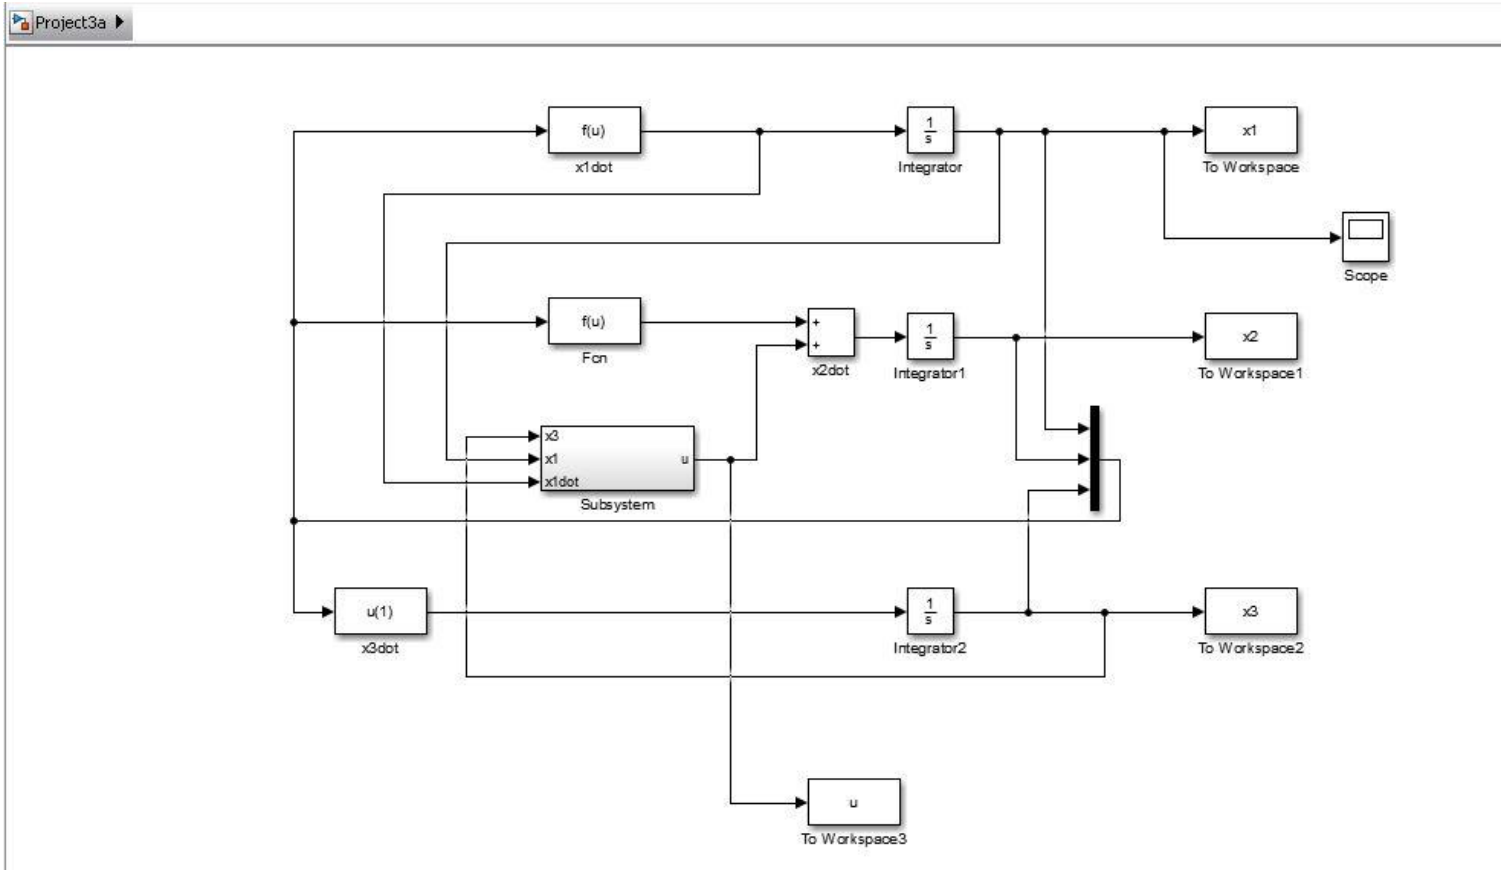 Project3a
f(u)
x1dot
1
s
Integrator
x1
To Workspace
Scope
f(u)
Fcn
+
+
x2dot
1
s
Integrator1
x2
To Workspace1
x3
x1
x1dot
u
Subsystem
u(1)
x3dot
1
s
Integrator2
x3
To Workspace2
u
To Workspace3